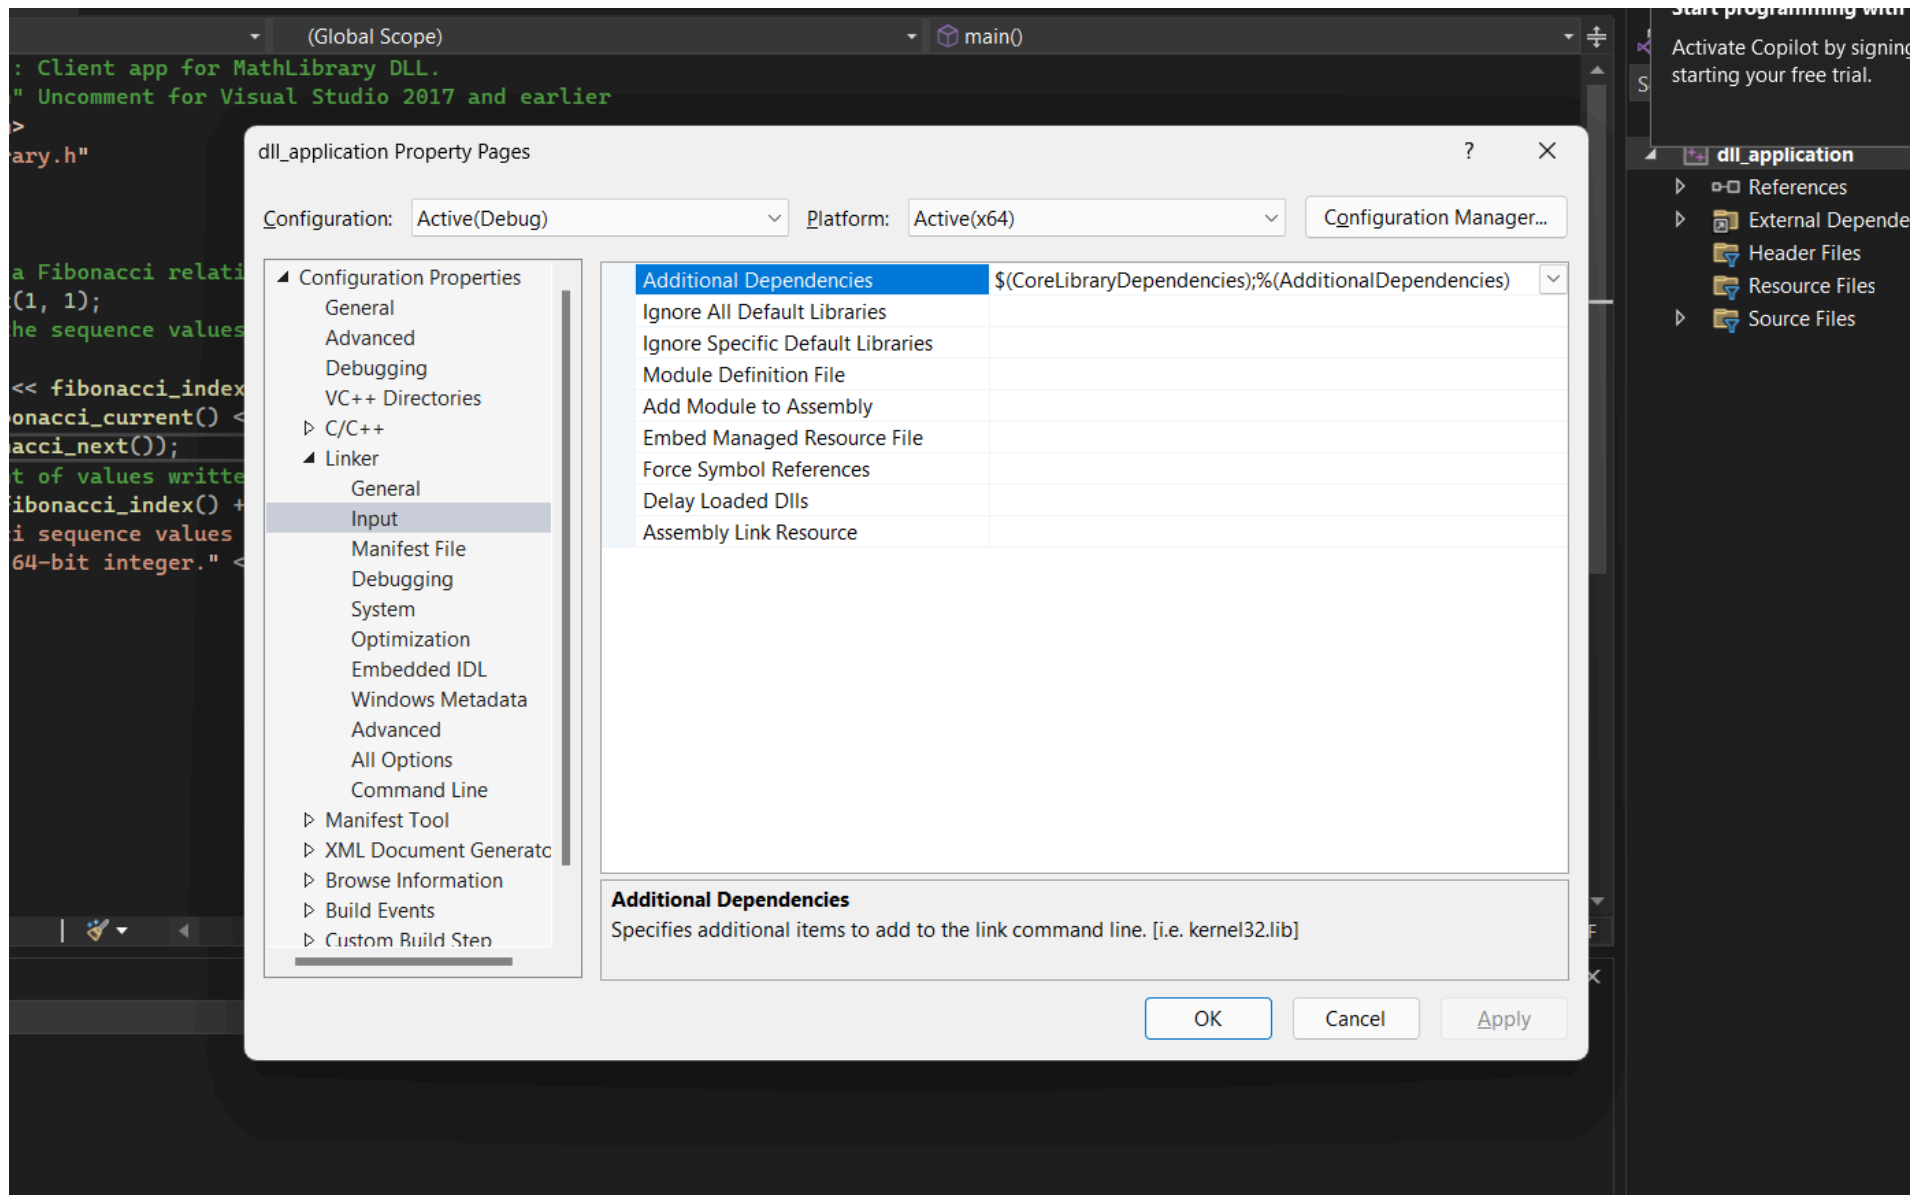 (Global Scope)
main()
: Client app for MathLibrary DLL.
" Uncomment for Visual Studio 2017 and earlier
>
ary.h"
a Fibonacci relati
(1, 1);
he sequence values
<< fibonacci_index
onacci_current() <
acci_next());
t of values writte
ibonacci_index() +
i sequence values
64-bit integer." <
dll_application Property Pages
?
Configuration:
Active(Debug)
Platform:
Active(x64)
Configuration Manager...
Configuration Properties
General
Advanced
Debugging
VC++ Directories
C/C++
Linker
General
Input
Manifest File
Debugging
System
Optimization
Embedded IDL
Windows Metadata
Advanced
All Options
Command Line
Manifest Tool
XML Document Generato
Browse Information
Build Events
Custom Build Step
Additional Dependencies
$(CoreLibraryDependencies);%(AdditionalDependencies)
Ignore All Default Libraries
Ignore Specific Default Libraries
Module Definition File
Add Module to Assembly
Embed Managed Resource File
Force Symbol References
Delay Loaded Dlls
Assembly Link Resource
Additional Dependencies
Specifies additional items to add to the link command line. [i.e. kernel32.lib]
OK
Cancel
Apply
Start programming with
Activate Copilot by signing
starting your free trial.
S
dll_application
References
External Depende
Header Files
Resource Files
Source Files